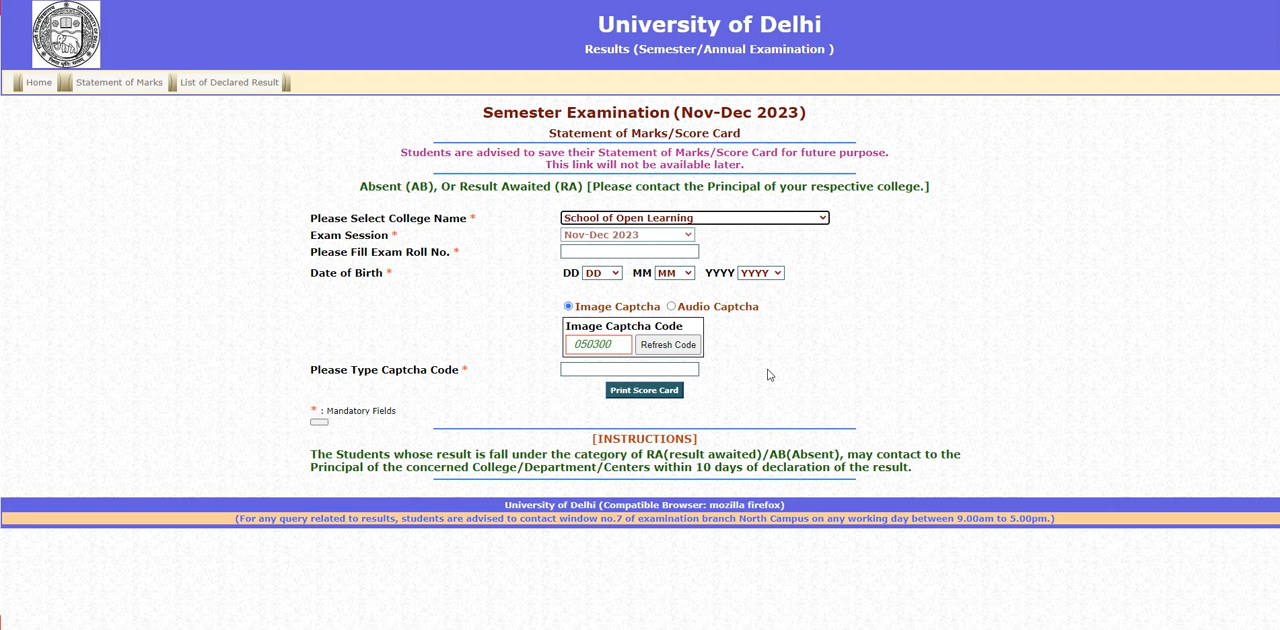 University of Delhi
Results (Semester/Annual Examination )
Home Statement of Marks List of Declared Result
Semester Examination (Nov-Dec 2023)
Statement of Marks/Score Card
Students are advised to save their Statement of Marks/Score Card for future purpose.
This link will not be available later.
Absent (AB), Or Result Awaited (RA) [Please contact the Principal of your respective college.]
Please Select College Name * School of Open Learning
Exam Session * Nov-Dec 2023
Please Fill Exam Roll No. *
Date of Birth * DD DD MM MM YYYY YYYY
Image Captcha Audio Captcha
Image Captcha Code
050300 Refresh Code
Please Type Captcha Code *
Print Score Card
* : Mandatory Fields
[INSTRUCTIONS]
The Students whose result is fall under the category of RA(result awaited)/AB(Absent), may contact to the
Principal of the concerned College/Department/Centers within 10 days of declaration of the result.
University of Delhi (Compatible Browser: mozilla firefox)
(For any query related to results, students are advised to contact window no.7 of examination branch North Campus on any working day between 9.00am to 5.00pm.)